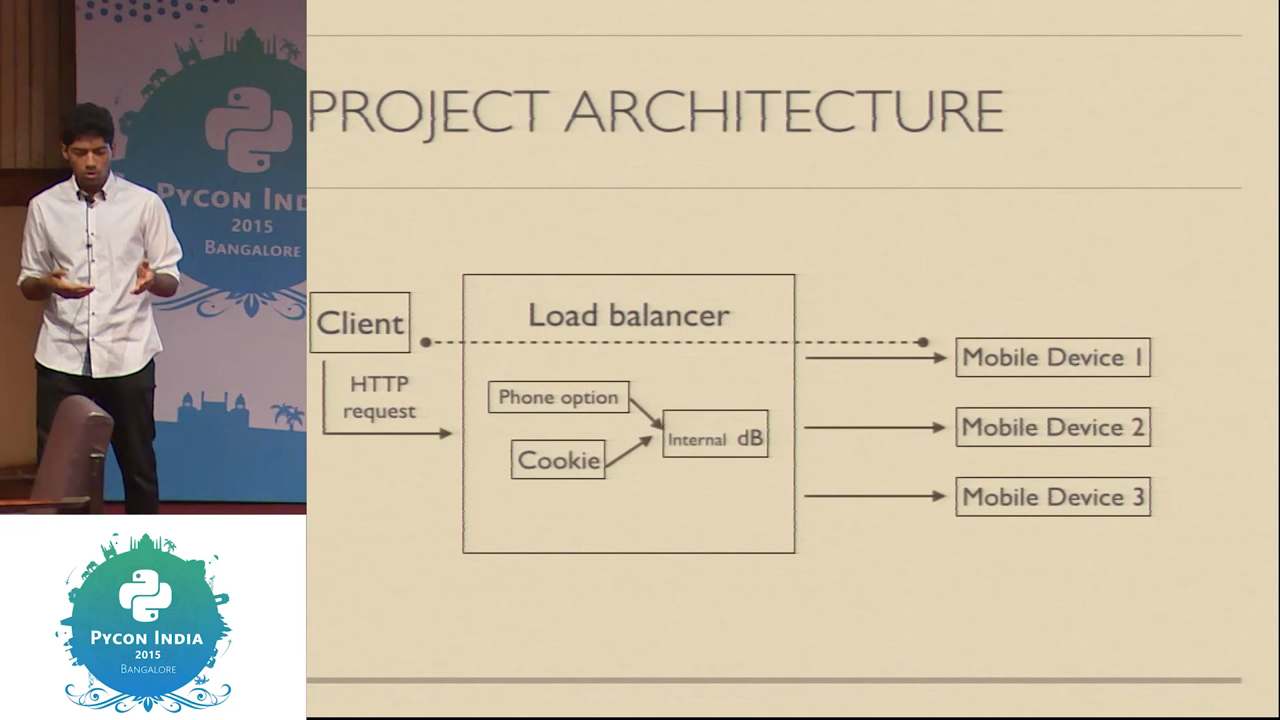 PYCON IND
2015
BANGALORE
PYCON INDIA
2015
BANGALORE
PROJECT ARCHITECTURE
Client
HTTP
request
Load balancer
Phone option
Cookie
Internal dB
Mobile Device 1
Mobile Device 2
Mobile Device 3